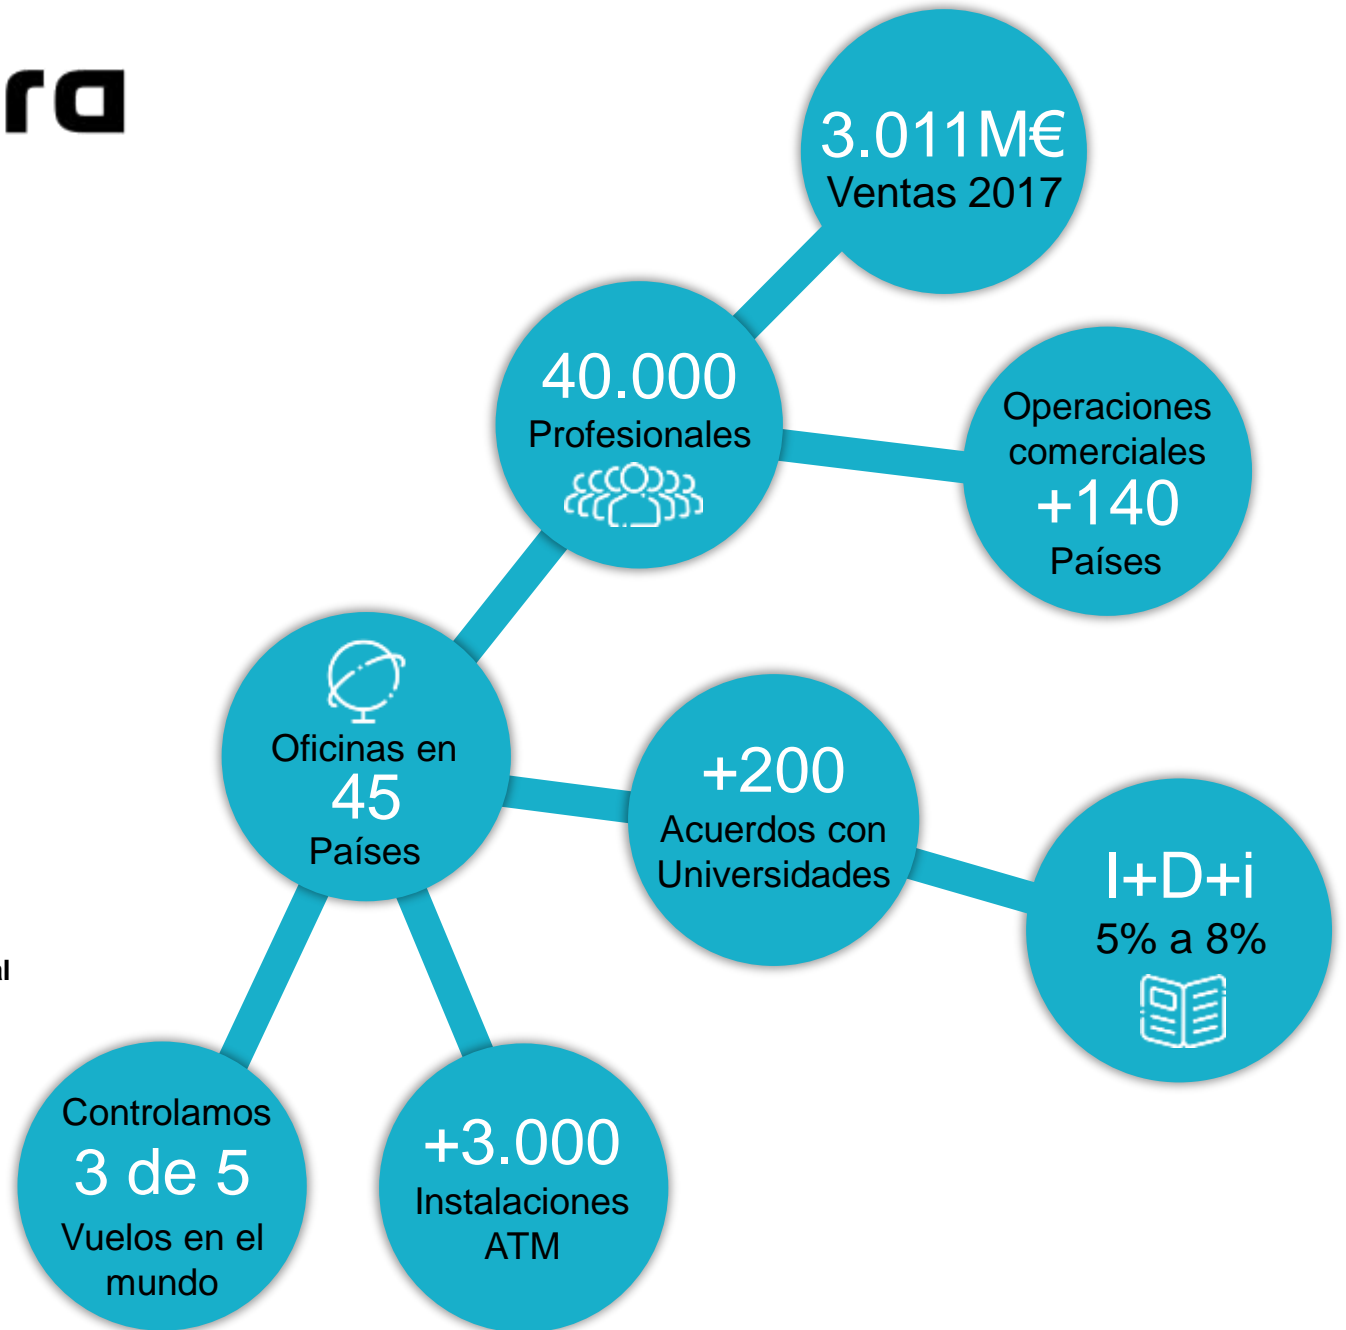 ra
3.011M€
Ventas 2017
40.000
Profesionales
Operaciones
comerciales
+140
Países
Oficinas en
45
Países
+200
Acuerdos con
Universidades
I+D+i
5% a 8%
al
Controlamos
3 de 5
Vuelos en el
mundo
+3.000
Instalaciones
ATM